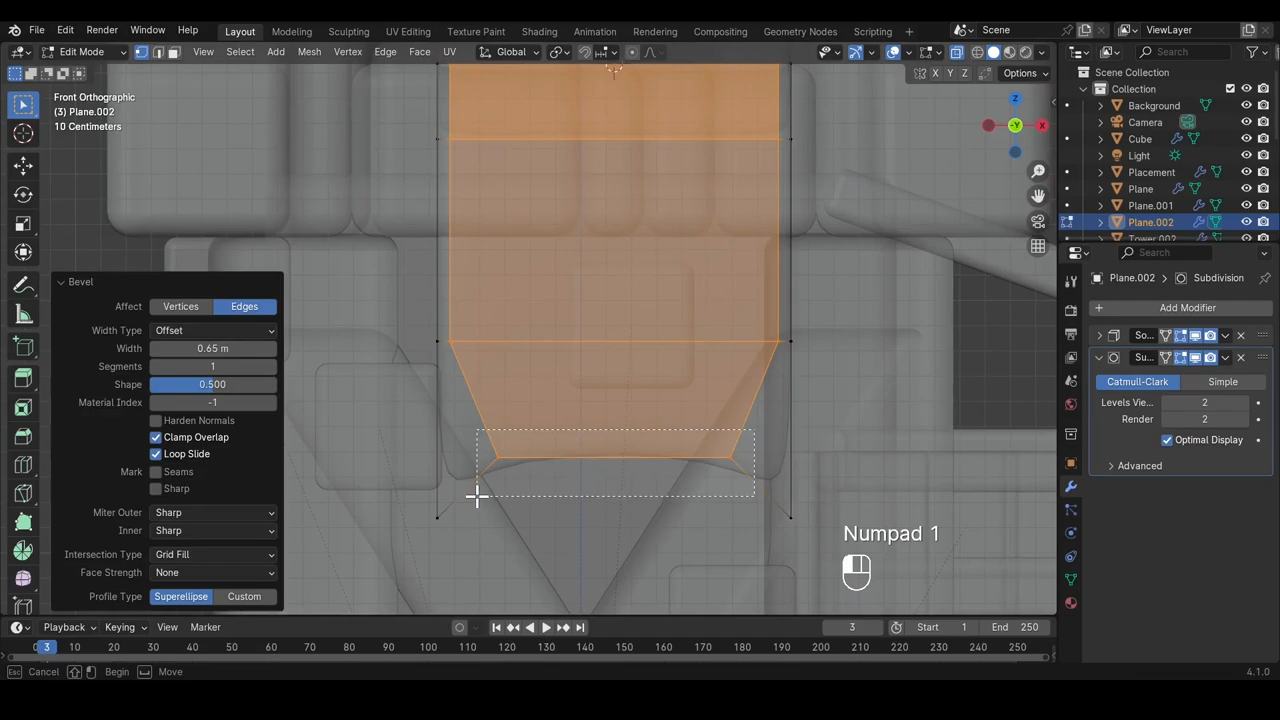 File Edit Render Window Help Layout Modeling Sculpting UV Editing Texture Paint Shading Animation Rendering Compositing Geometry Nodes Scripting Scene ViewLayer
Edit Mode View Select Add Mesh Vertex Edge Face UV Global Search
X Y Z Options
Front Orthographic
(3) Plane.002
10 Centimeters
Z
-Y
X
Scene Collection
Collection
Background
Camera
Cube
Light
Placement
Plane
Plane.001
Plane.002
Tower.002
Search
Plane.002 Subdivision
Add Modifier
So...
Su...
Catmull-Clark Simple
Levels Vie... 2
Render 2
Optimal Display
Advanced
Bevel
Affect Vertices Edges
Width Type Offset
Width 0.65 m
Segments 1
Shape 0.500
Material Index -1
Harden Normals
Clamp Overlap
Loop Slide
Mark Seams
Sharp
Miter Outer Sharp
Inner Sharp
Intersection Type Grid Fill
Face Strength None
Profile Type Superellipse Custom
Numpad 1
Playback Keying View Marker 3 Start 1 End 250
0 3 10 20 30 40 50 60 70 80 90 100 110 120 130 140 150 160 170 180 190 200 210 220 230 240 250
Esc Cancel Begin Move 4.1.0